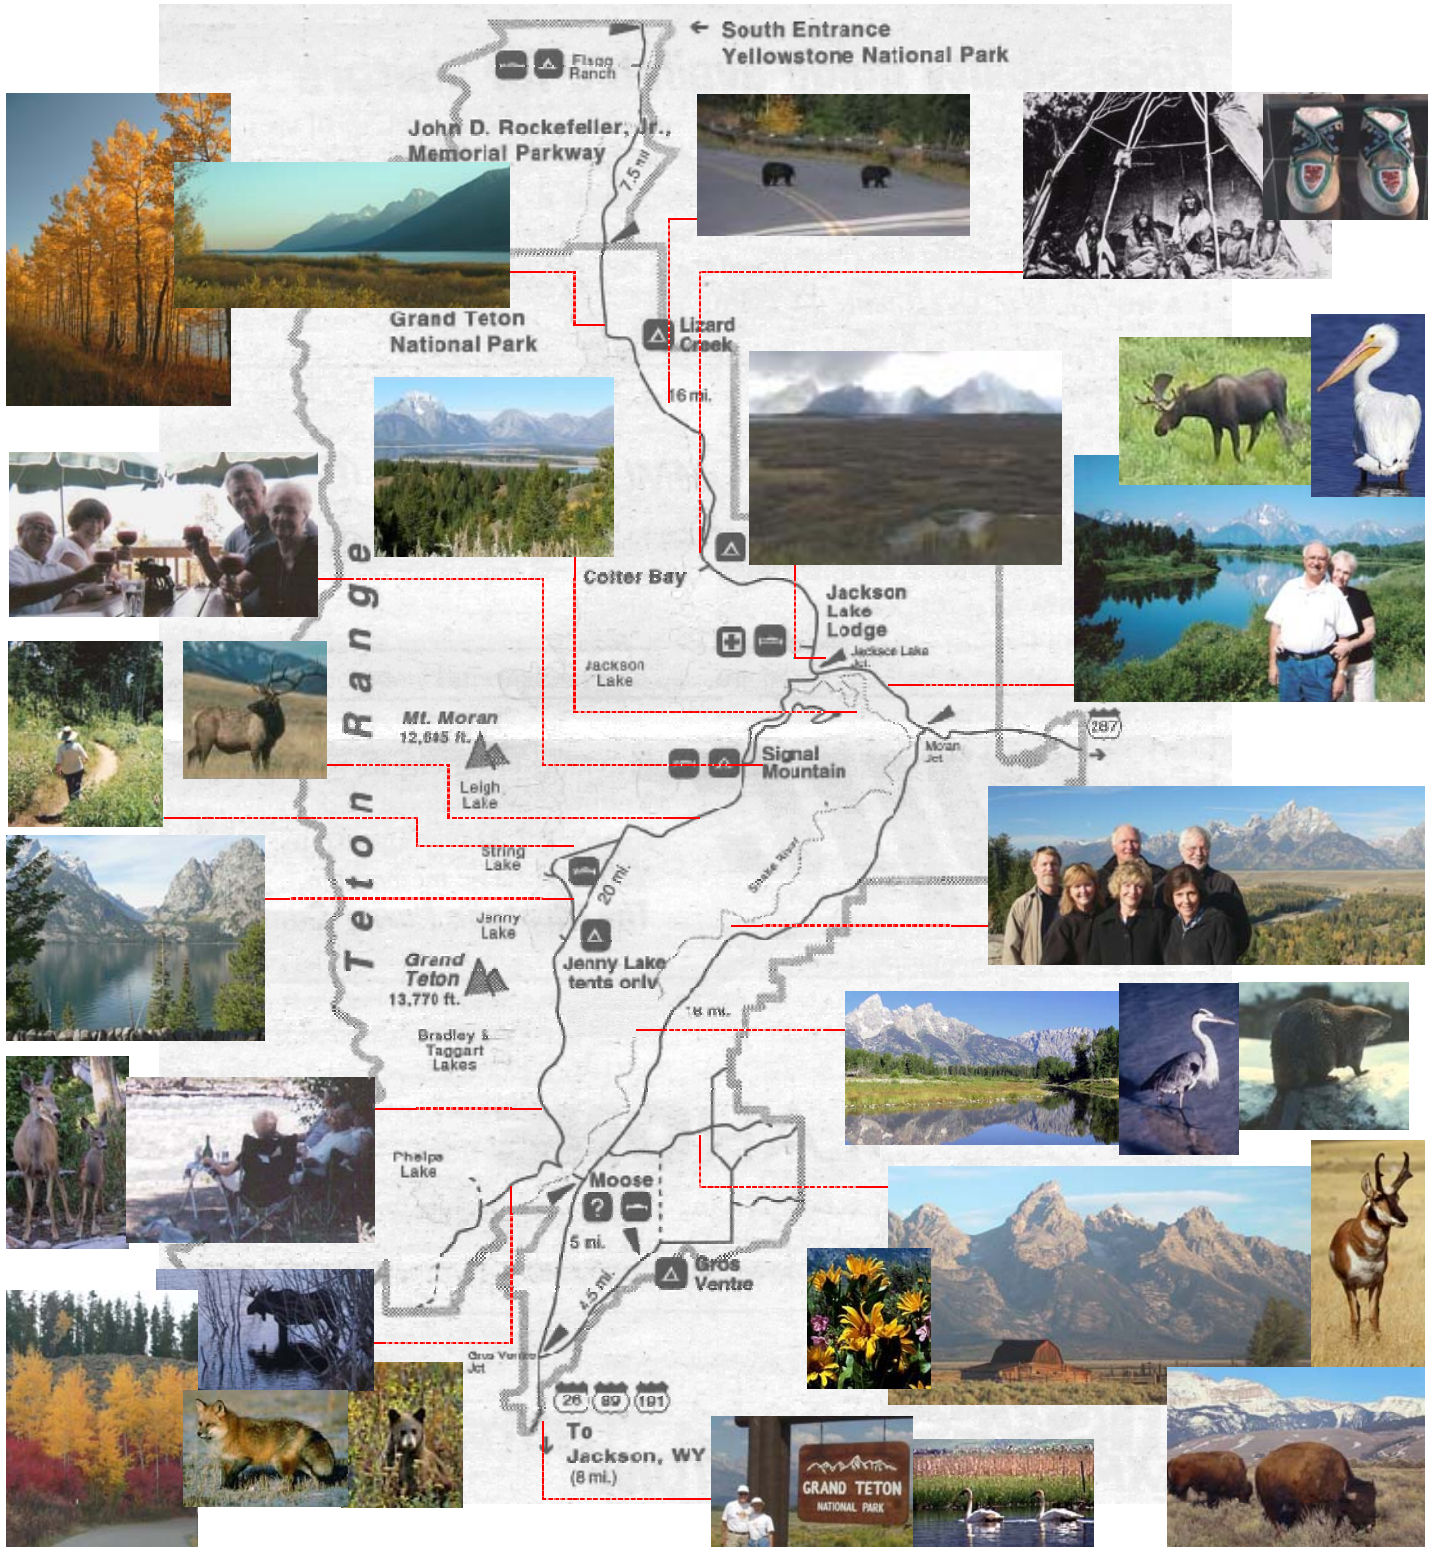 South Entrance
Yellowstone National Park
Flagg
Ranch
John D. Rockefeller, Jr.,
Memorial Parkway
7.5 mi
Grand Teton
National Park
Lizard
Creek
16 mi.
Colter Bay
Jackson
Lake
Lodge
Jackson Lake
Jct.
Jackson
Lake
Teton Range
Mt. Moran
12,605 ft.
287
Moran
Jct
Signal
Mountain
Leigh
Lake
String
Lake
20 mi.
Snake River
Jenny
Lake
Jenny Lake
tents only
Grand
Teton
13,770 ft.
18 mi.
Bradley &
Taggart
Lakes
Phelps
Lake
Moose
?
5 mi.
Gros
Ventre
4.5 mi.
Gros Ventre
Jct
26 89 191
To
Jackson, WY
(8 mi.)
GRAND TETON
NATIONAL PARK